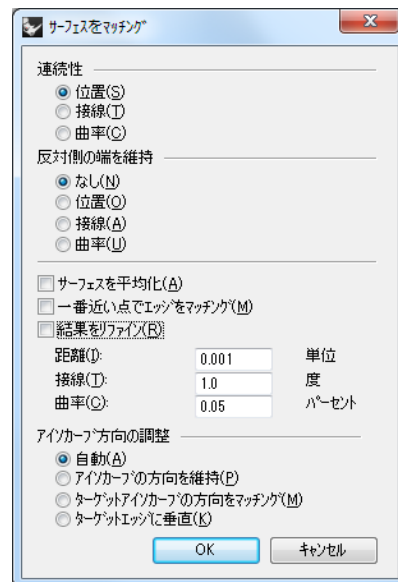 サーフェスをマッチング
連続性
位置(S)
接線(T)
曲率(C)
反対側の端を維持
なし(N)
位置(O)
接線(A)
曲率(U)
サーフェスを平均化(A)
一番近い点でエッジをマッチング(M)
結果をリファイン(R)
距離(I): 0.001 単位
接線(T): 1.0 度
曲率(C): 0.05 パーセント
アイソカーブ方向の調整
自動(A)
アイソカーブの方向を維持(P)
ターゲットアイソカーブの方向をマッチング(M)
ターゲットエッジに垂直(K)
OK キャンセル